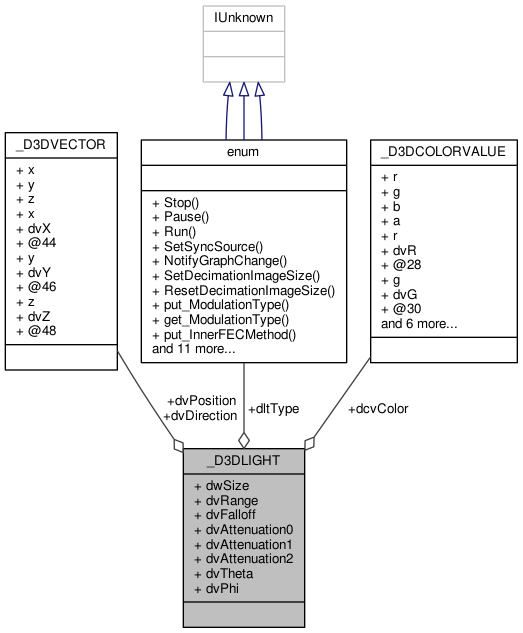 IUnknown
_D3DVECTOR
+ x
+ y
+ z
+ x
+ dvX
+ @44
+ y
+ dvY
+ @46
+ z
+ dvZ
+ @48
enum
+ Stop()
+ Pause()
+ Run()
+ SetSyncSource()
+ NotifyGraphChange()
+ SetDecimationImageSize()
+ ResetDecimationImageSize()
+ put_ModulationType()
+ get_ModulationType()
+ put_InnerFECMethod()
and 11 more...
_D3DCOLORVALUE
+ r
+ g
+ b
+ a
+ r
+ dvR
+ @28
+ g
+ dvG
+ @30
and 6 more...
+dvPosition
+dvDirection
+dltType
+dcvColor
_D3DLIGHT
+ dwSize
+ dvRange
+ dvFalloff
+ dvAttenuation0
+ dvAttenuation1
+ dvAttenuation2
+ dvTheta
+ dvPhi